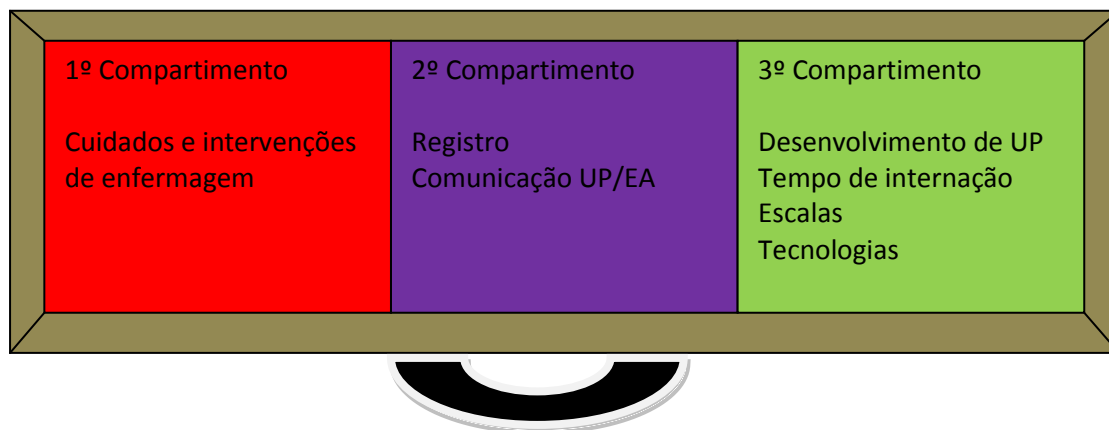 1º Compartimento
Cuidados e intervenções
de enfermagem
2º Compartimento
Registro
Comunicação UP/EA
3º Compartimento
Desenvolvimento de UP
Tempo de internação
Escalas
Tecnologias